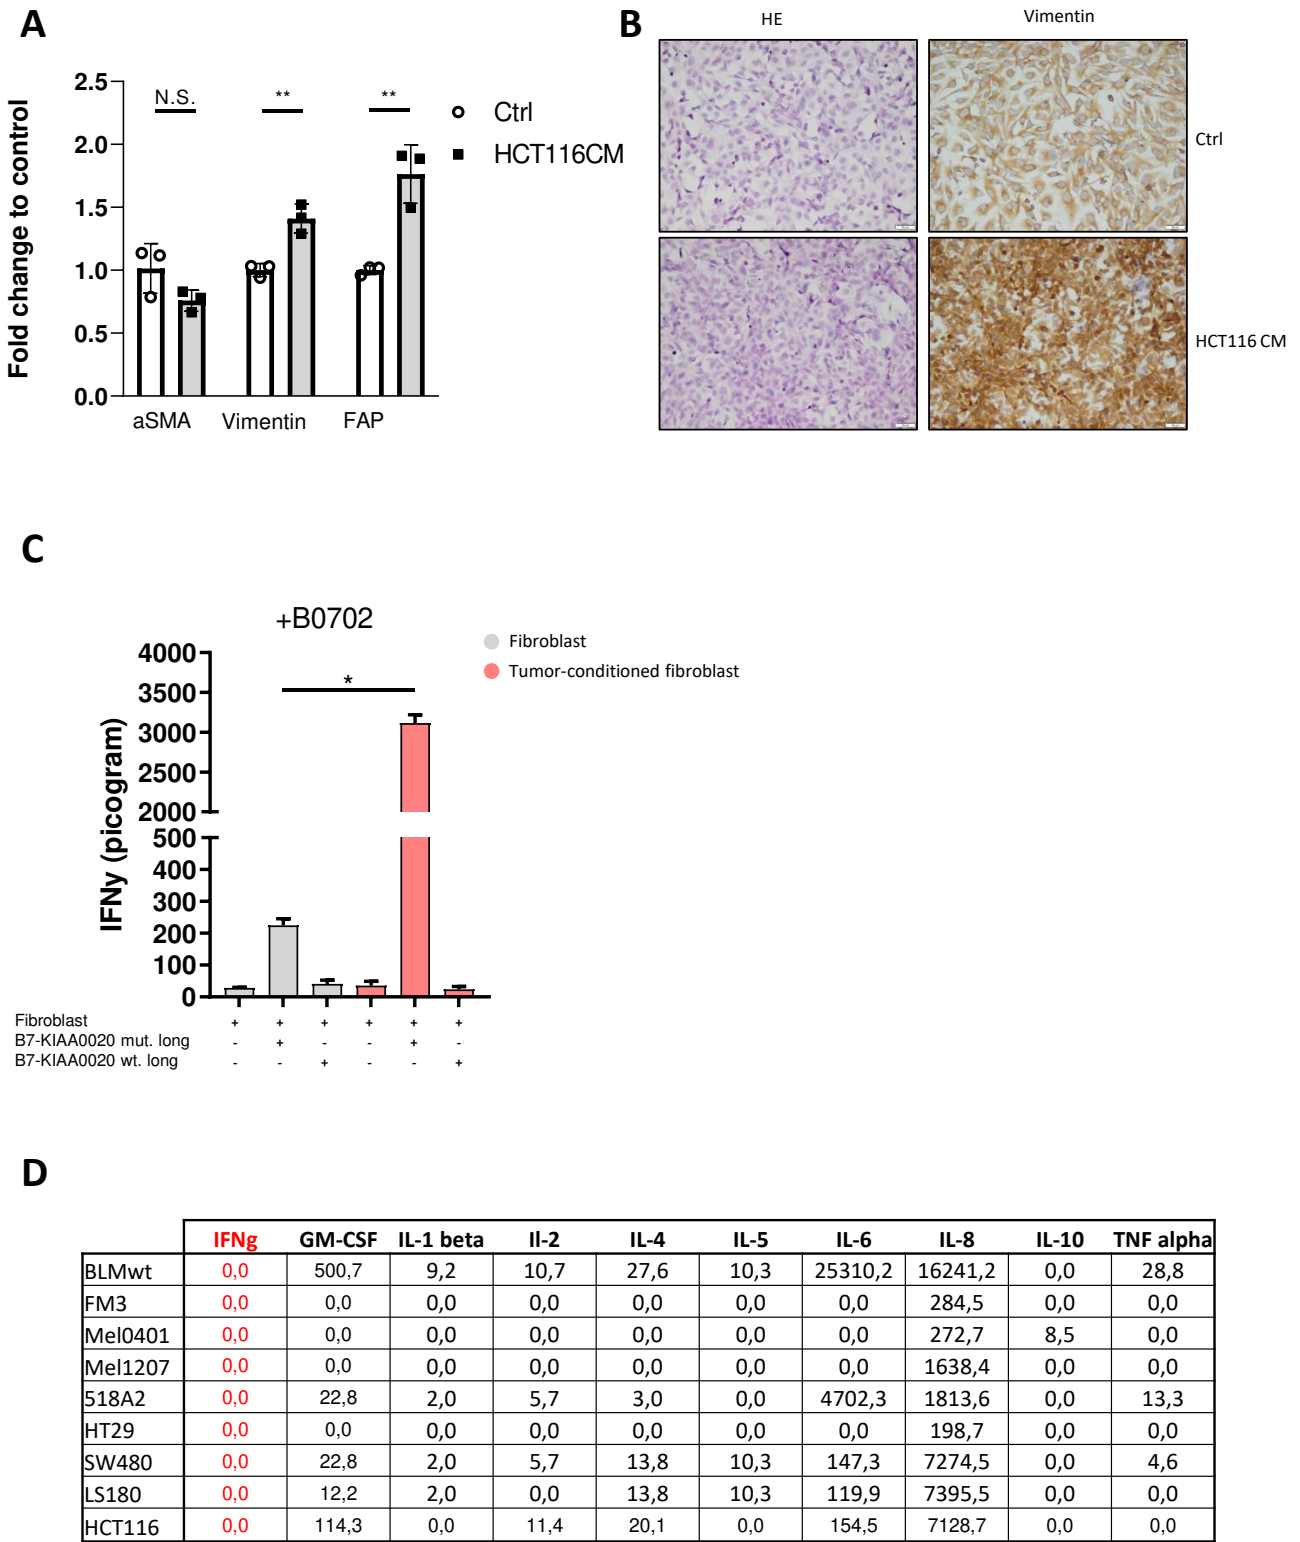 A
2.5
2.0
1.5
1.0
0.5
0.0
Fold change to control
N.S.
**
**
Ctrl
HCT116CM
aSMA Vimentin FAP
B
HE Vimentin
Ctrl
HCT116 CM
C
+B0702
4000
3500
3000
2500
2000
500
400
300
200
100
0
IFNy (picogram)
*
Fibroblast
Tumor-conditioned fibroblast
Fibroblast + + + + + +
B7-KIAA0020 mut. long - + - - + -
B7-KIAA0020 wt. long - - + - - +
D
IFNg GM-CSF IL-1 beta Il-2 IL-4 IL-5 IL-6 IL-8 IL-10 TNF alpha
BLMwt 0,0 500,7 9,2 10,7 27,6 10,3 25310,2 16241,2 0,0 28,8
FM3 0,0 0,0 0,0 0,0 0,0 0,0 0,0 284,5 0,0 0,0
Mel0401 0,0 0,0 0,0 0,0 0,0 0,0 0,0 272,7 8,5 0,0
Mel1207 0,0 0,0 0,0 0,0 0,0 0,0 0,0 1638,4 0,0 0,0
518A2 0,0 22,8 2,0 5,7 3,0 0,0 4702,3 1813,6 0,0 13,3
HT29 0,0 0,0 0,0 0,0 0,0 0,0 0,0 198,7 0,0 0,0
SW480 0,0 22,8 2,0 5,7 13,8 10,3 147,3 7274,5 0,0 4,6
LS180 0,0 12,2 2,0 0,0 13,8 10,3 119,9 7395,5 0,0 0,0
HCT116 0,0 114,3 0,0 11,4 20,1 0,0 154,5 7128,7 0,0 0,0